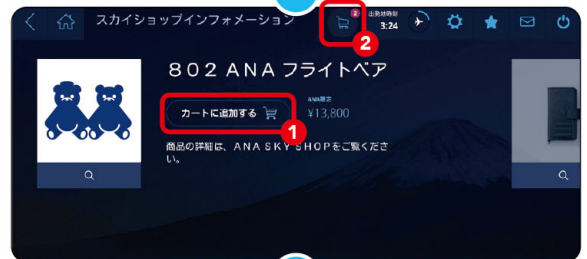 スカイショップインフォメーション
2
出発地時刻
3:24
2
802 ANA フライトベア
カートに追加する
1
ANA限定
¥13,800
商品の詳細は、ANA SKY SHOPをご覧くださ
い。